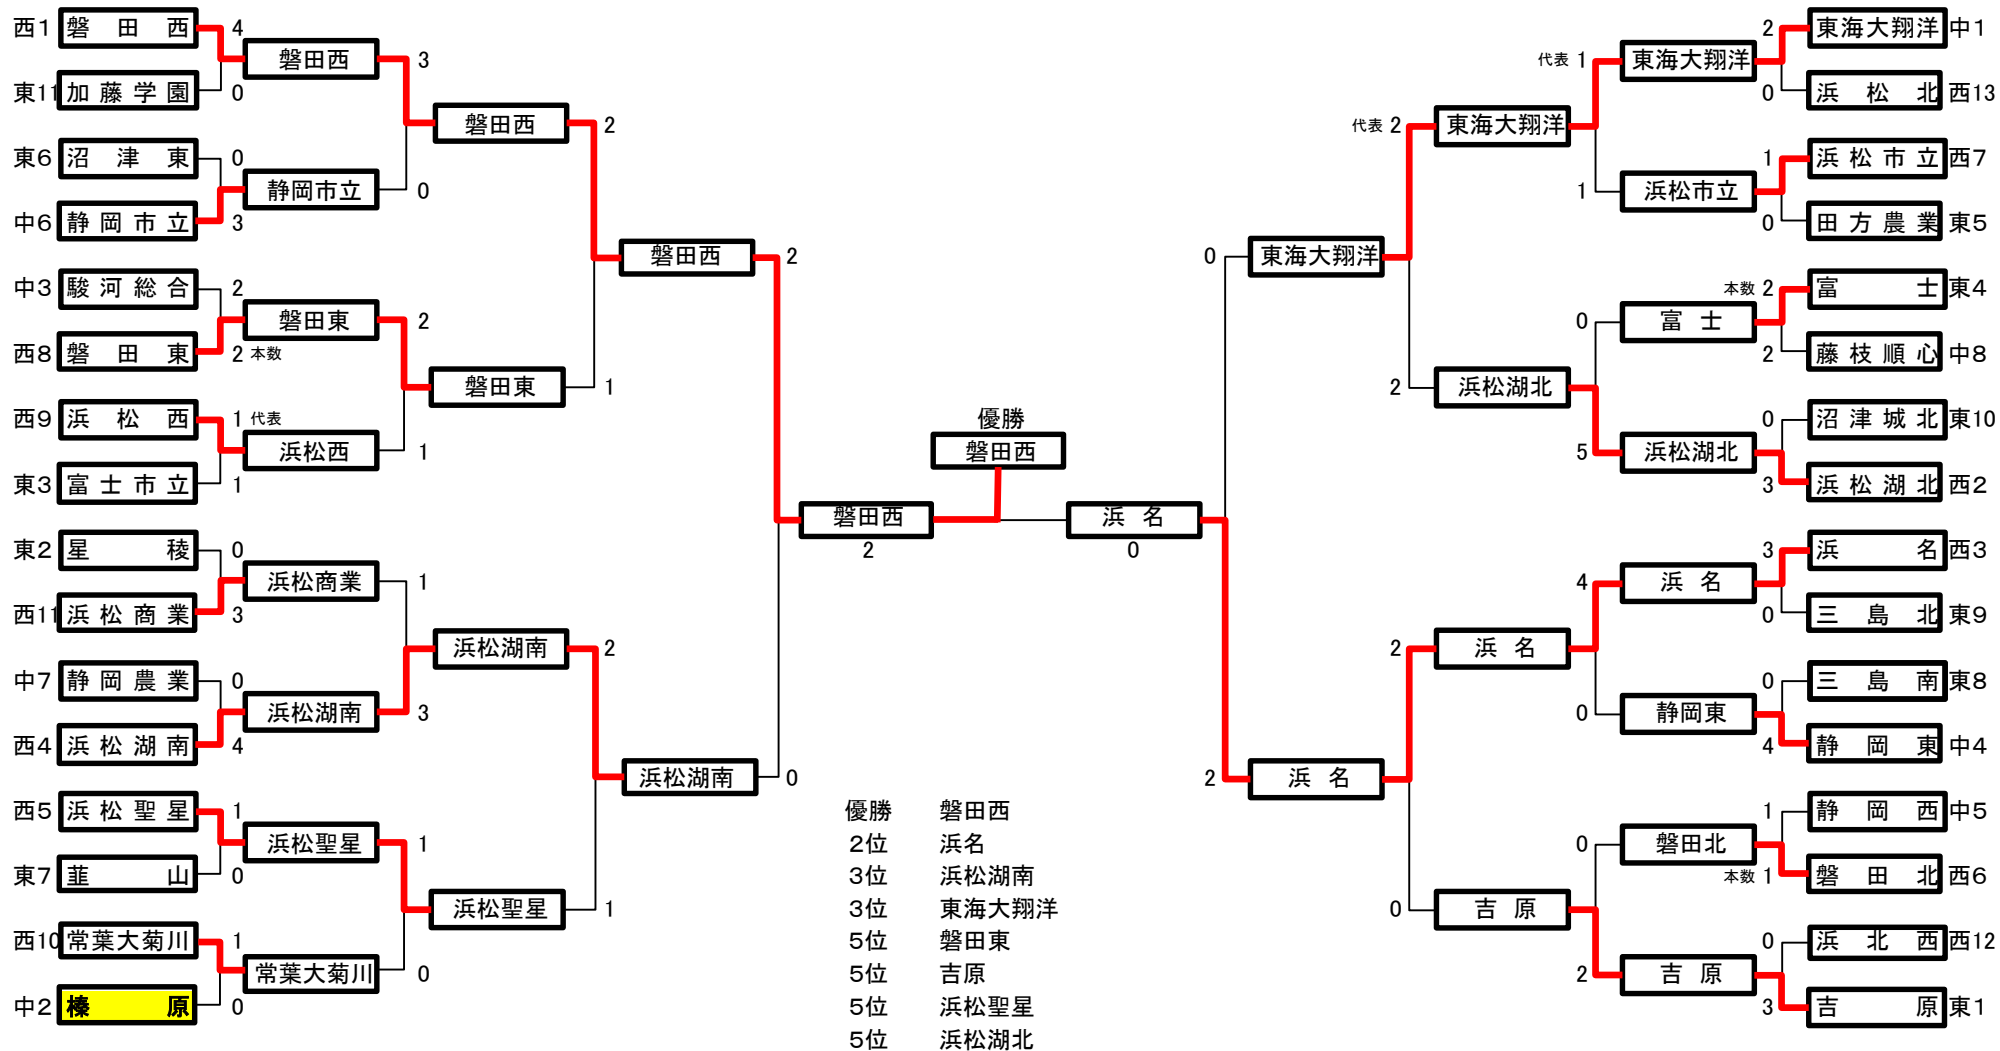 西1 磐田西 4
磐田西 3
東11 加藤学園 0
磐田西 2
東6 沼津東 0
静岡市立 0
中6 静岡市立 3
磐田西 2
中3 駿河総合 2
磐田東 2
西8 磐田東 2 本数
磐田東 1
西9 浜松西 1 代表
浜松西 1
東3 富士市立 1
東2 星稜 0
浜松商業 1
西11 浜松商業 3
浜松湖南 2
中7 静岡農業 0
浜松湖南 3
西4 浜松湖南 4
浜松湖南 0
西5 浜松聖星 1
浜松聖星 1
東7 韮山 0
浜松聖星 1
西10 常葉大菊川 1
常葉大菊川 0
中2 榛原 0
優勝
磐田西
磐田西
2
浜名
0
2 東海大翔洋 中1
代表 1 東海大翔洋
0 浜松北 西13
代表 2 東海大翔洋
1 浜松市立 西7
1 浜松市立
0 田方農業 東5
0 東海大翔洋
本数 2 富士 東4
0 富士
2 藤枝順心 中8
2 浜松湖北
0 沼津城北 東10
5 浜松湖北
3 浜松湖北 西2
3 浜名 西3
4 浜名
0 三島北 東9
2 浜名
0 三島南 東8
0 静岡東
4 静岡東 中4
2 浜名
1 静岡西 中5
0 磐田北
本数 1 磐田北 西6
0 吉原
0 浜北西 西12
2 吉原
3 吉原 東1
優勝 磐田西
2位 浜名
3位 浜松湖南
3位 東海大翔洋
5位 磐田東
5位 吉原
5位 浜松聖星
5位 浜松湖北